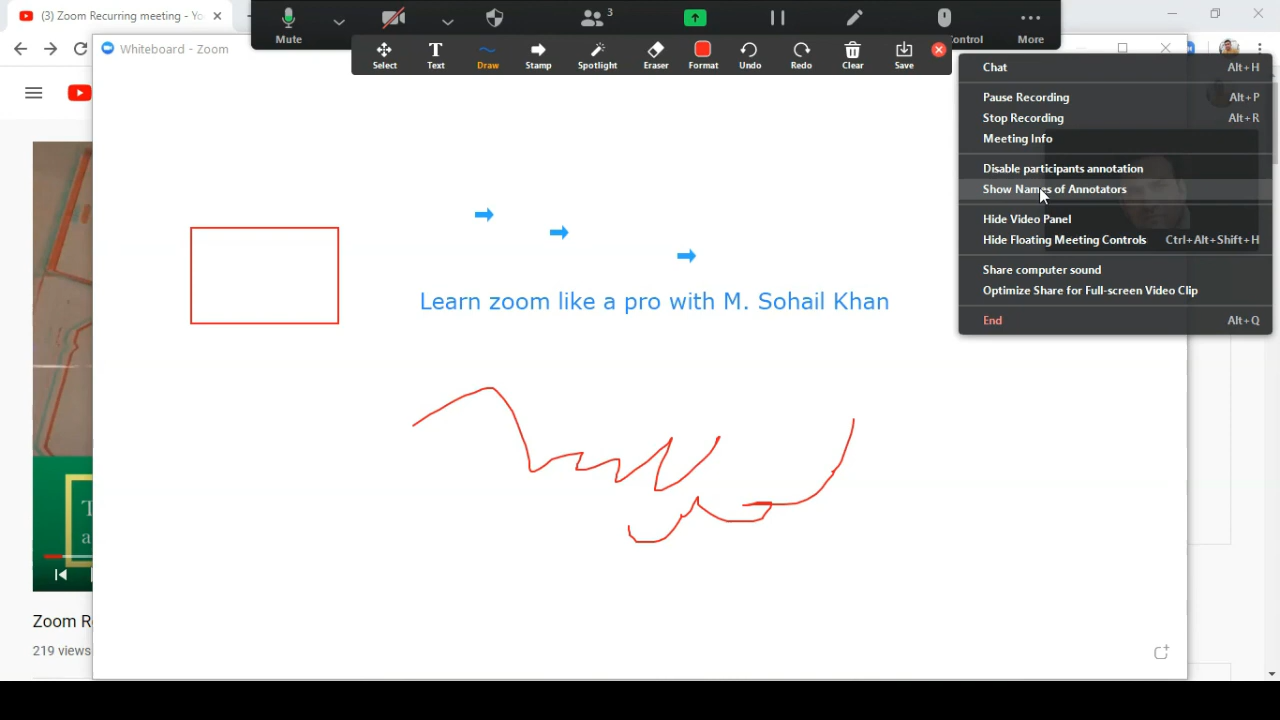 (3) Zoom Recurring meeting - Yo
Mute
3
ontrol
More
Whiteboard - Zoom
Select
Text
Draw
Stamp
Spotlight
Eraser
Format
Undo
Redo
Clear
Save
Chat Alt+H
Pause Recording Alt+P
Stop Recording Alt+R
Meeting Info
Disable participants annotation
Show Names of Annotators
Hide Video Panel
Hide Floating Meeting Controls Ctrl+Alt+Shift+H
Share computer sound
Optimize Share for Full-screen Video Clip
End Alt+Q
Learn zoom like a pro with M. Sohail Khan
T
a
Zoom R
219 views